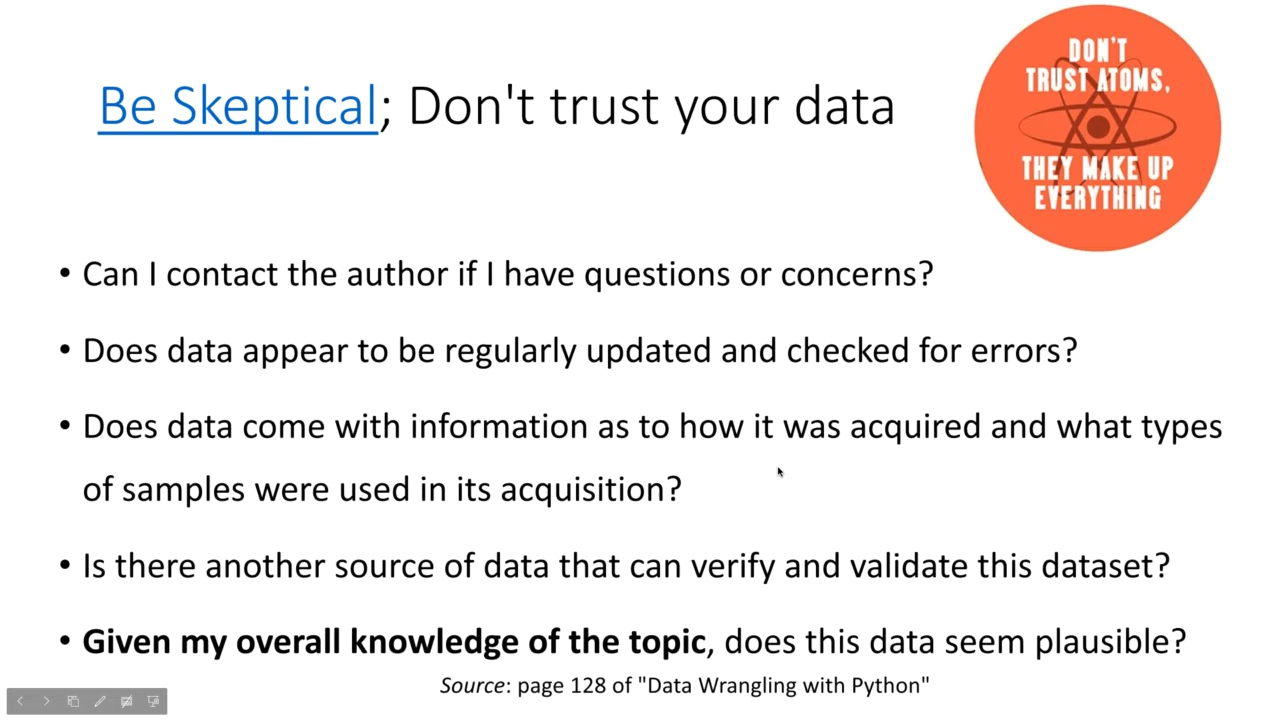 Be Skeptical; Don't trust your data
DON'T
TRUST ATOMS,
THEY MAKE UP
EVERYTHING
• Can I contact the author if I have questions or concerns?
• Does data appear to be regularly updated and checked for errors?
• Does data come with information as to how it was acquired and what types
of samples were used in its acquisition?
• Is there another source of data that can verify and validate this dataset?
• Given my overall knowledge of the topic, does this data seem plausible?
Source: page 128 of "Data Wrangling with Python"